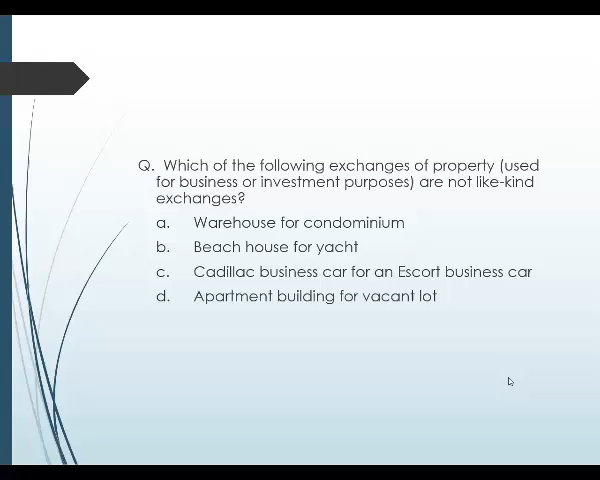 Q. Which of the following exchanges of property (used
for business or investment purposes) are not like-kind
exchanges?
a. Warehouse for condominium
b. Beach house for yacht
c. Cadillac business car for an Escort business car
d. Apartment building for vacant lot